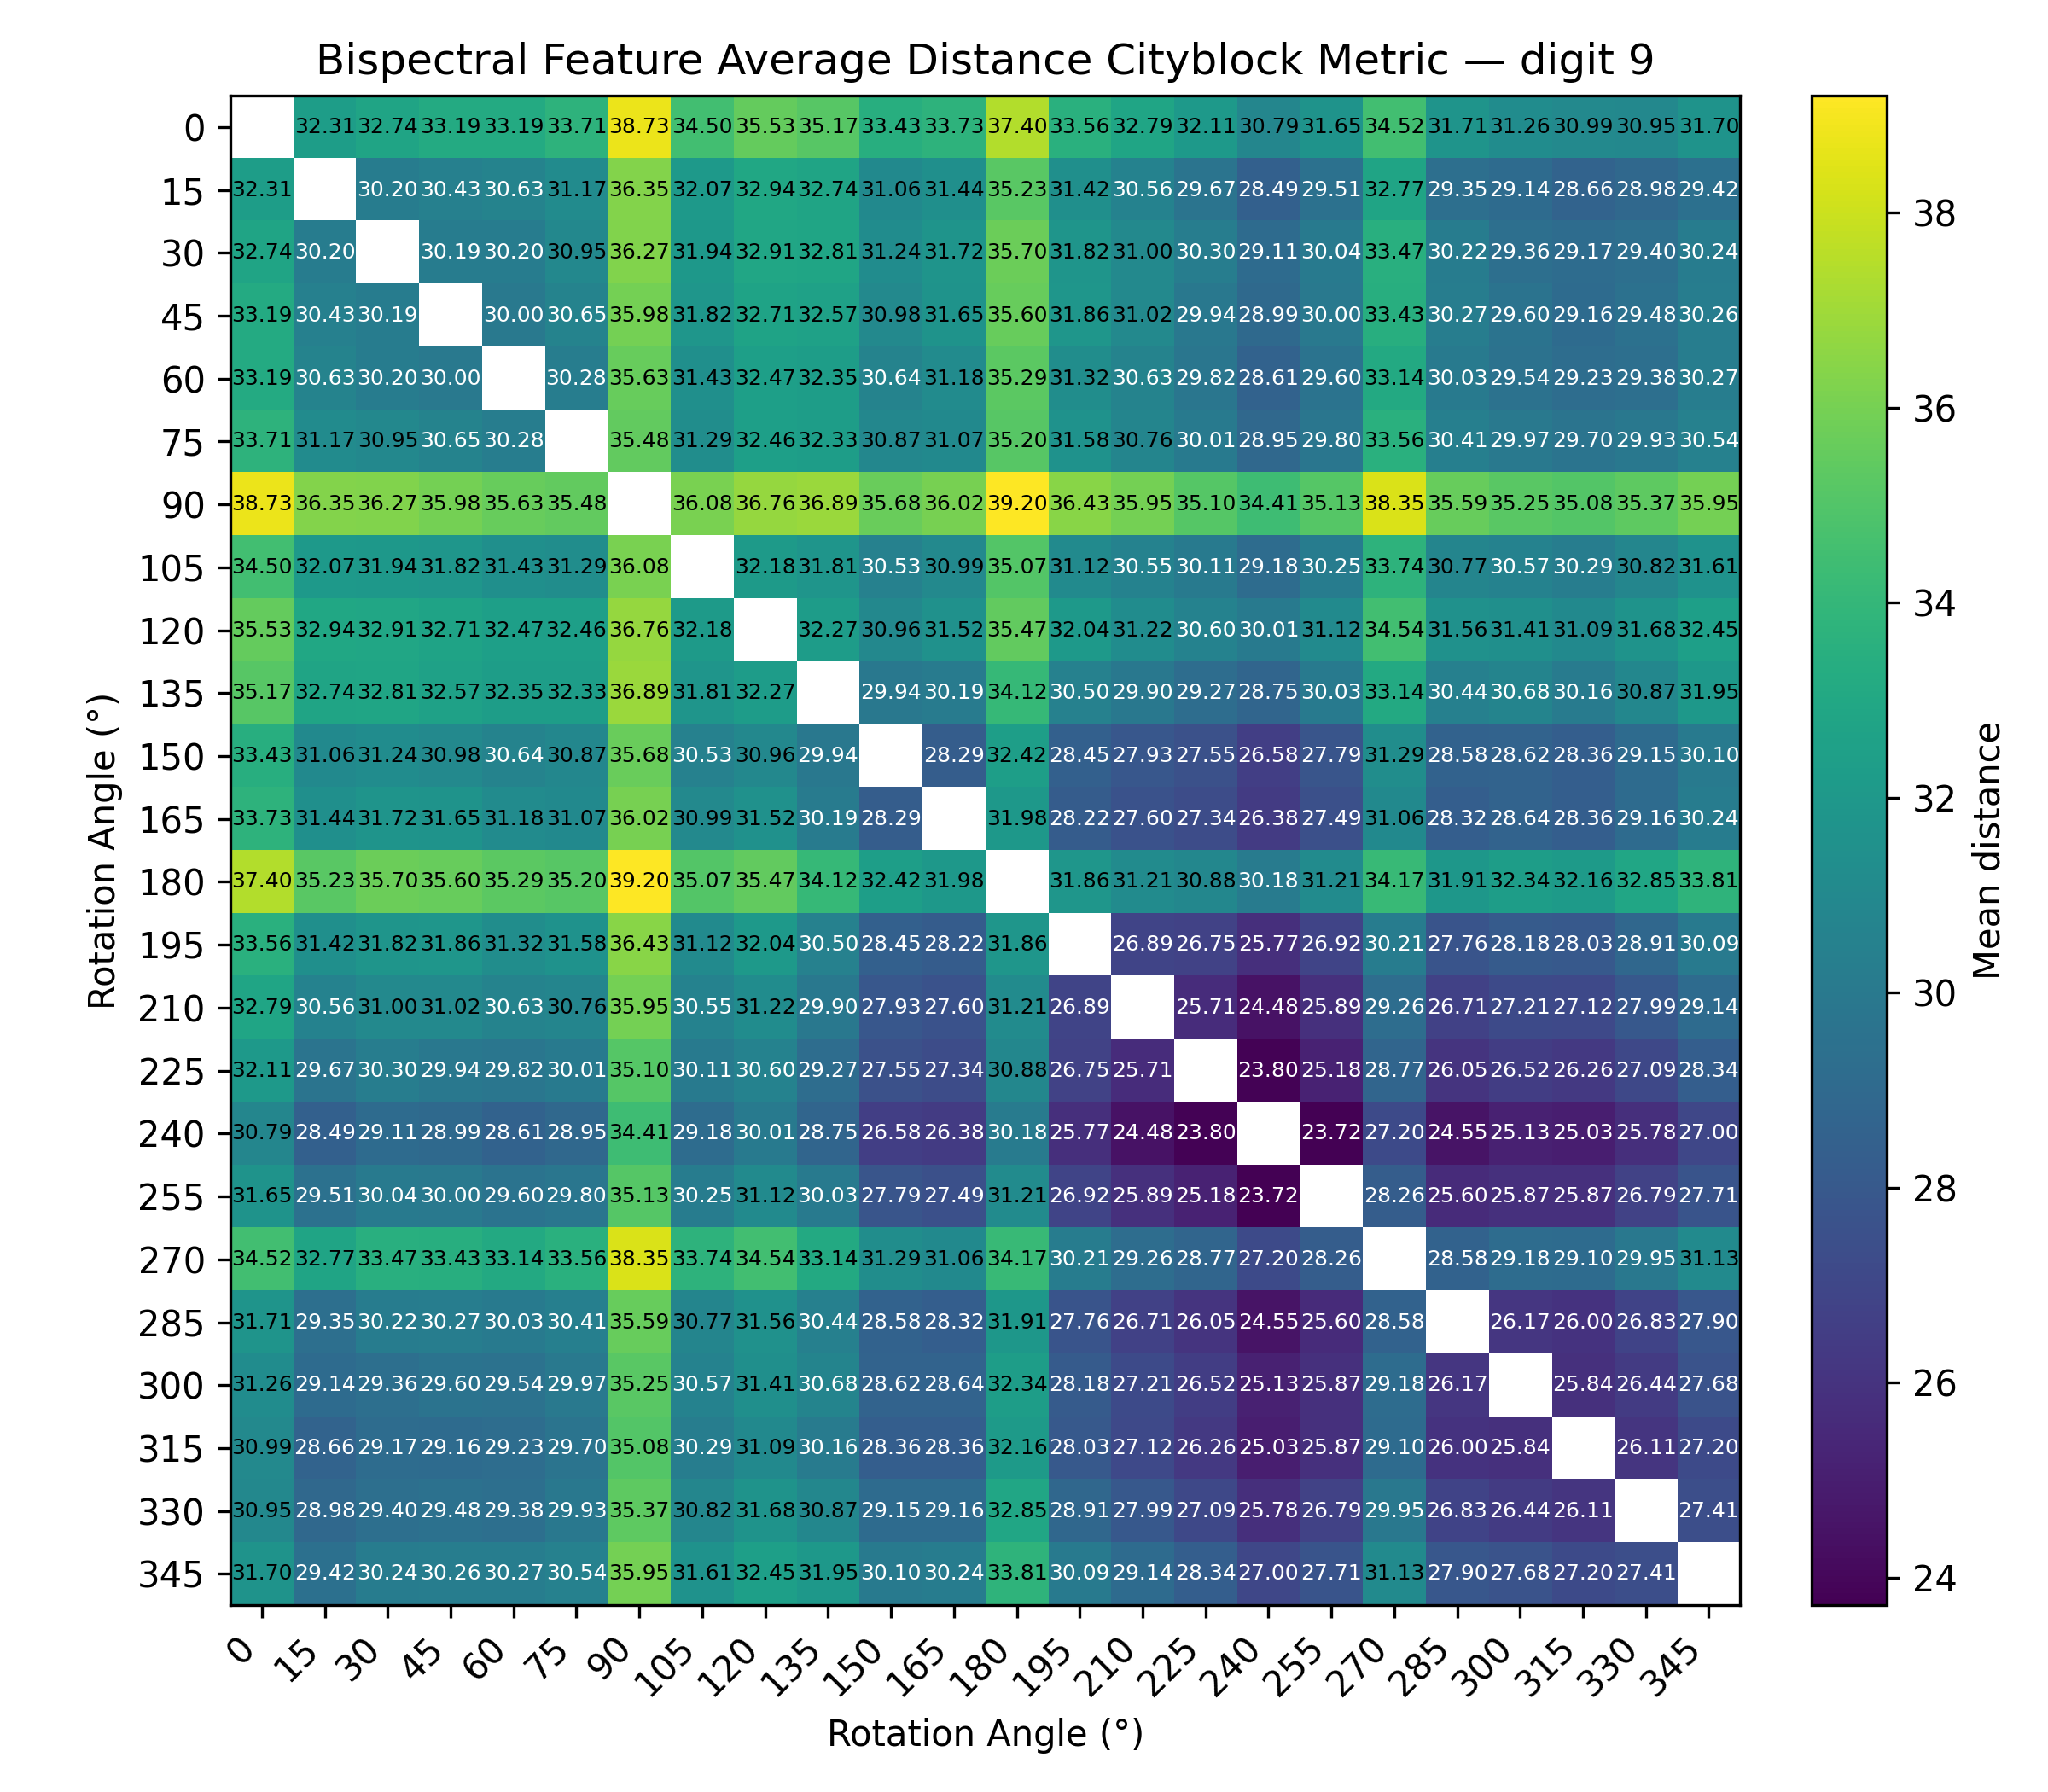 Bispectral Feature Average Distance Cityblock Metric — digit 9
0 32.31 32.74 33.19 33.19 33.71 38.73 34.50 35.53 35.17 33.43 33.73 37.40 33.56 32.79 32.11 30.79 31.65 34.52 31.71 31.26 30.99 30.95 31.70
15 32.31 30.20 30.43 30.63 31.17 36.35 32.07 32.94 32.74 31.06 31.44 35.23 31.42 30.56 29.67 28.49 29.51 32.77 29.35 29.14 28.66 28.98 29.42
30 32.74 30.20 30.19 30.20 30.95 36.27 31.94 32.91 32.81 31.24 31.72 35.70 31.82 31.00 30.30 29.11 30.04 33.47 30.22 29.36 29.17 29.40 30.24
45 33.19 30.43 30.19 30.00 30.65 35.98 31.82 32.71 32.57 30.98 31.65 35.60 31.86 31.02 29.94 28.99 30.00 33.43 30.27 29.60 29.16 29.48 30.26
60 33.19 30.63 30.20 30.00 30.28 35.63 31.43 32.47 32.35 30.64 31.18 35.29 31.32 30.63 29.82 28.61 29.60 33.14 30.03 29.54 29.23 29.38 30.27
75 33.71 31.17 30.95 30.65 30.28 35.48 31.29 32.46 32.33 30.87 31.07 35.20 31.58 30.76 30.01 28.95 29.80 33.56 30.41 29.97 29.70 29.93 30.54
90 38.73 36.35 36.27 35.98 35.63 35.48 36.08 36.76 36.89 35.68 36.02 39.20 36.43 35.95 35.10 34.41 35.13 38.35 35.59 35.25 35.08 35.37 35.95
105 34.50 32.07 31.94 31.82 31.43 31.29 36.08 32.18 31.81 30.53 30.99 35.07 31.12 30.55 30.11 29.18 30.25 33.74 30.77 30.57 30.29 30.82 31.61
120 35.53 32.94 32.91 32.71 32.47 32.46 36.76 32.18 32.27 30.96 31.52 35.47 32.04 31.22 30.60 30.01 31.12 34.54 31.56 31.41 31.09 31.68 32.45
135 35.17 32.74 32.81 32.57 32.35 32.33 36.89 31.81 32.27 29.94 30.19 34.12 30.50 29.90 29.27 28.75 30.03 33.14 30.44 30.68 30.16 30.87 31.95
150 33.43 31.06 31.24 30.98 30.64 30.87 35.68 30.53 30.96 29.94 28.29 32.42 28.45 27.93 27.55 26.58 27.79 31.29 28.58 28.62 28.36 29.15 30.10
165 33.73 31.44 31.72 31.65 31.18 31.07 36.02 30.99 31.52 30.19 28.29 31.98 28.22 27.60 27.34 26.38 27.49 31.06 28.32 28.64 28.36 29.16 30.24
180 37.40 35.23 35.70 35.60 35.29 35.20 39.20 35.07 35.47 34.12 32.42 31.98 31.86 31.21 30.88 30.18 31.21 34.17 31.91 32.34 32.16 32.85 33.81
195 33.56 31.42 31.82 31.86 31.32 31.58 36.43 31.12 32.04 30.50 28.45 28.22 31.86 26.89 26.75 25.77 26.92 30.21 27.76 28.18 28.03 28.91 30.09
210 32.79 30.56 31.00 31.02 30.63 30.76 35.95 30.55 31.22 29.90 27.93 27.60 31.21 26.89 25.71 24.48 25.89 29.26 26.71 27.21 27.12 27.99 29.14
225 32.11 29.67 30.30 29.94 29.82 30.01 35.10 30.11 30.60 29.27 27.55 27.34 30.88 26.75 25.71 23.80 25.18 28.77 26.05 26.52 26.26 27.09 28.34
240 30.79 28.49 29.11 28.99 28.61 28.95 34.41 29.18 30.01 28.75 26.58 26.38 30.18 25.77 24.48 23.80 23.72 27.20 24.55 25.13 25.03 25.78 27.00
255 31.65 29.51 30.04 30.00 29.60 29.80 35.13 30.25 31.12 30.03 27.79 27.49 31.21 26.92 25.89 25.18 23.72 28.26 25.60 25.87 25.87 26.79 27.71
270 34.52 32.77 33.47 33.43 33.14 33.56 38.35 33.74 34.54 33.14 31.29 31.06 34.17 30.21 29.26 28.77 27.20 28.26 28.58 29.18 29.10 29.95 31.13
285 31.71 29.35 30.22 30.27 30.03 30.41 35.59 30.77 31.56 30.44 28.58 28.32 31.91 27.76 26.71 26.05 24.55 25.60 28.58 26.17 26.00 26.83 27.90
300 31.26 29.14 29.36 29.60 29.54 29.97 35.25 30.57 31.41 30.68 28.62 28.64 32.34 28.18 27.21 26.52 25.13 25.87 29.18 26.17 25.84 26.44 27.68
315 30.99 28.66 29.17 29.16 29.23 29.70 35.08 30.29 31.09 30.16 28.36 28.36 32.16 28.03 27.12 26.26 25.03 25.87 29.10 26.00 25.84 26.11 27.20
330 30.95 28.98 29.40 29.48 29.38 29.93 35.37 30.82 31.68 30.87 29.15 29.16 32.85 28.91 27.99 27.09 25.78 26.79 29.95 26.83 26.44 26.11 27.41
345 31.70 29.42 30.24 30.26 30.27 30.54 35.95 31.61 32.45 31.95 30.10 30.24 33.81 30.09 29.14 28.34 27.00 27.71 31.13 27.90 27.68 27.20 27.41
0 15 30 45 60 75 90 105 120 135 150 165 180 195 210 225 240 255 270 285 300 315 330 345
Rotation Angle (°)
Rotation Angle (°)
38
36
34
32
30
28
26
24
Mean distance